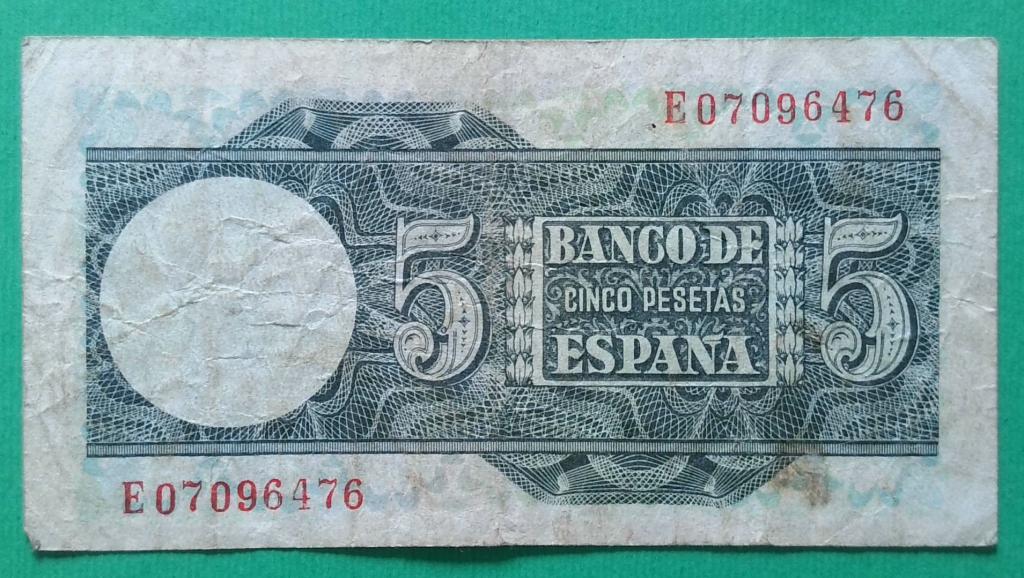 E07096476
5
BANCO DE
CINCO PESETAS
ESPAÑA
5
E07096476